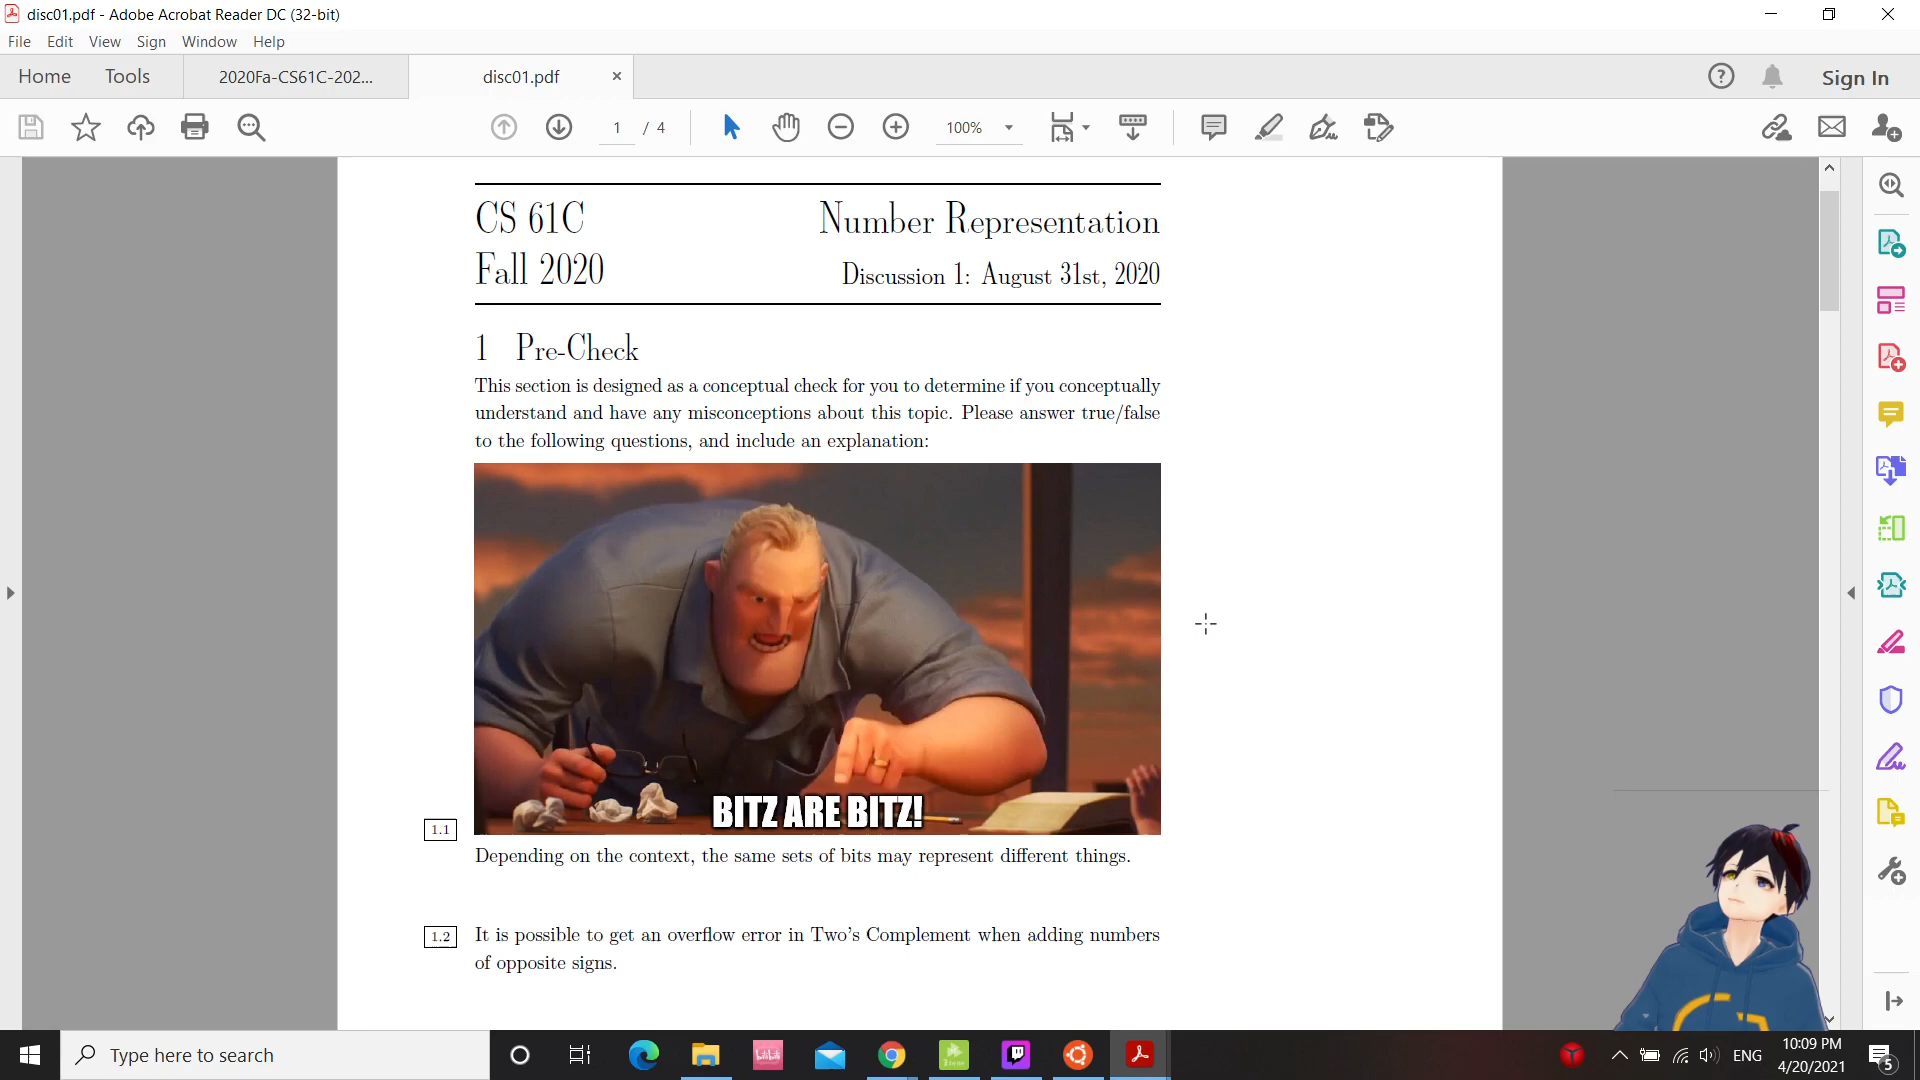 disc01.pdf - Adobe Acrobat Reader DC (32-bit)
File Edit View Sign Window Help
Home Tools 2020Fa-CS61C-202... disc01.pdf × Sign In
1 / 4 100%
CS 61C Number Representation
Fall 2020 Discussion 1: August 31st, 2020
1 Pre-Check
This section is designed as a conceptual check for you to determine if you conceptually
understand and have any misconceptions about this topic. Please answer true/false
to the following questions, and include an explanation:
BITZ ARE BITZ!
1.1
Depending on the context, the same sets of bits may represent different things.
1.2 It is possible to get an overflow error in Two's Complement when adding numbers
of opposite signs.
Type here to search
ENG
10:09 PM
4/20/2021
5